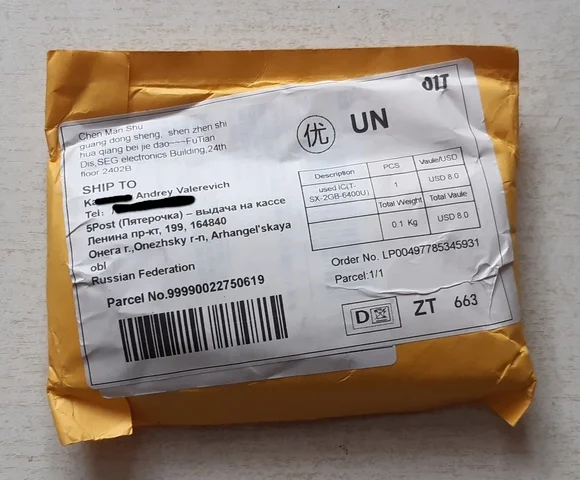 Chen Man Shu
guang dong sheng, shen zhen shi
hua qiang bei jie dao---FuTian
Dis,SEG electronics Building,24th
floor 2402B
SHIP TO
Ka Andrey Valerevich
Tel:
5Post (Пятерочка) – выдача на кассе
Ленина пр-кт, 199, 164840
Онега г.,Onezhsky r-n, Arhangel'skaya
obl
Russian Federation
Parcel No.99990022750619
优 UN
Description PCS Vaule/USD
used IC(T-
SX-2GB-6400U) 1 USD 8.0
Total Weight Total Vaule
0.1 Kg USD 8.0
Order No. LP00497785345931
Parcel:1/1
D ZT 663